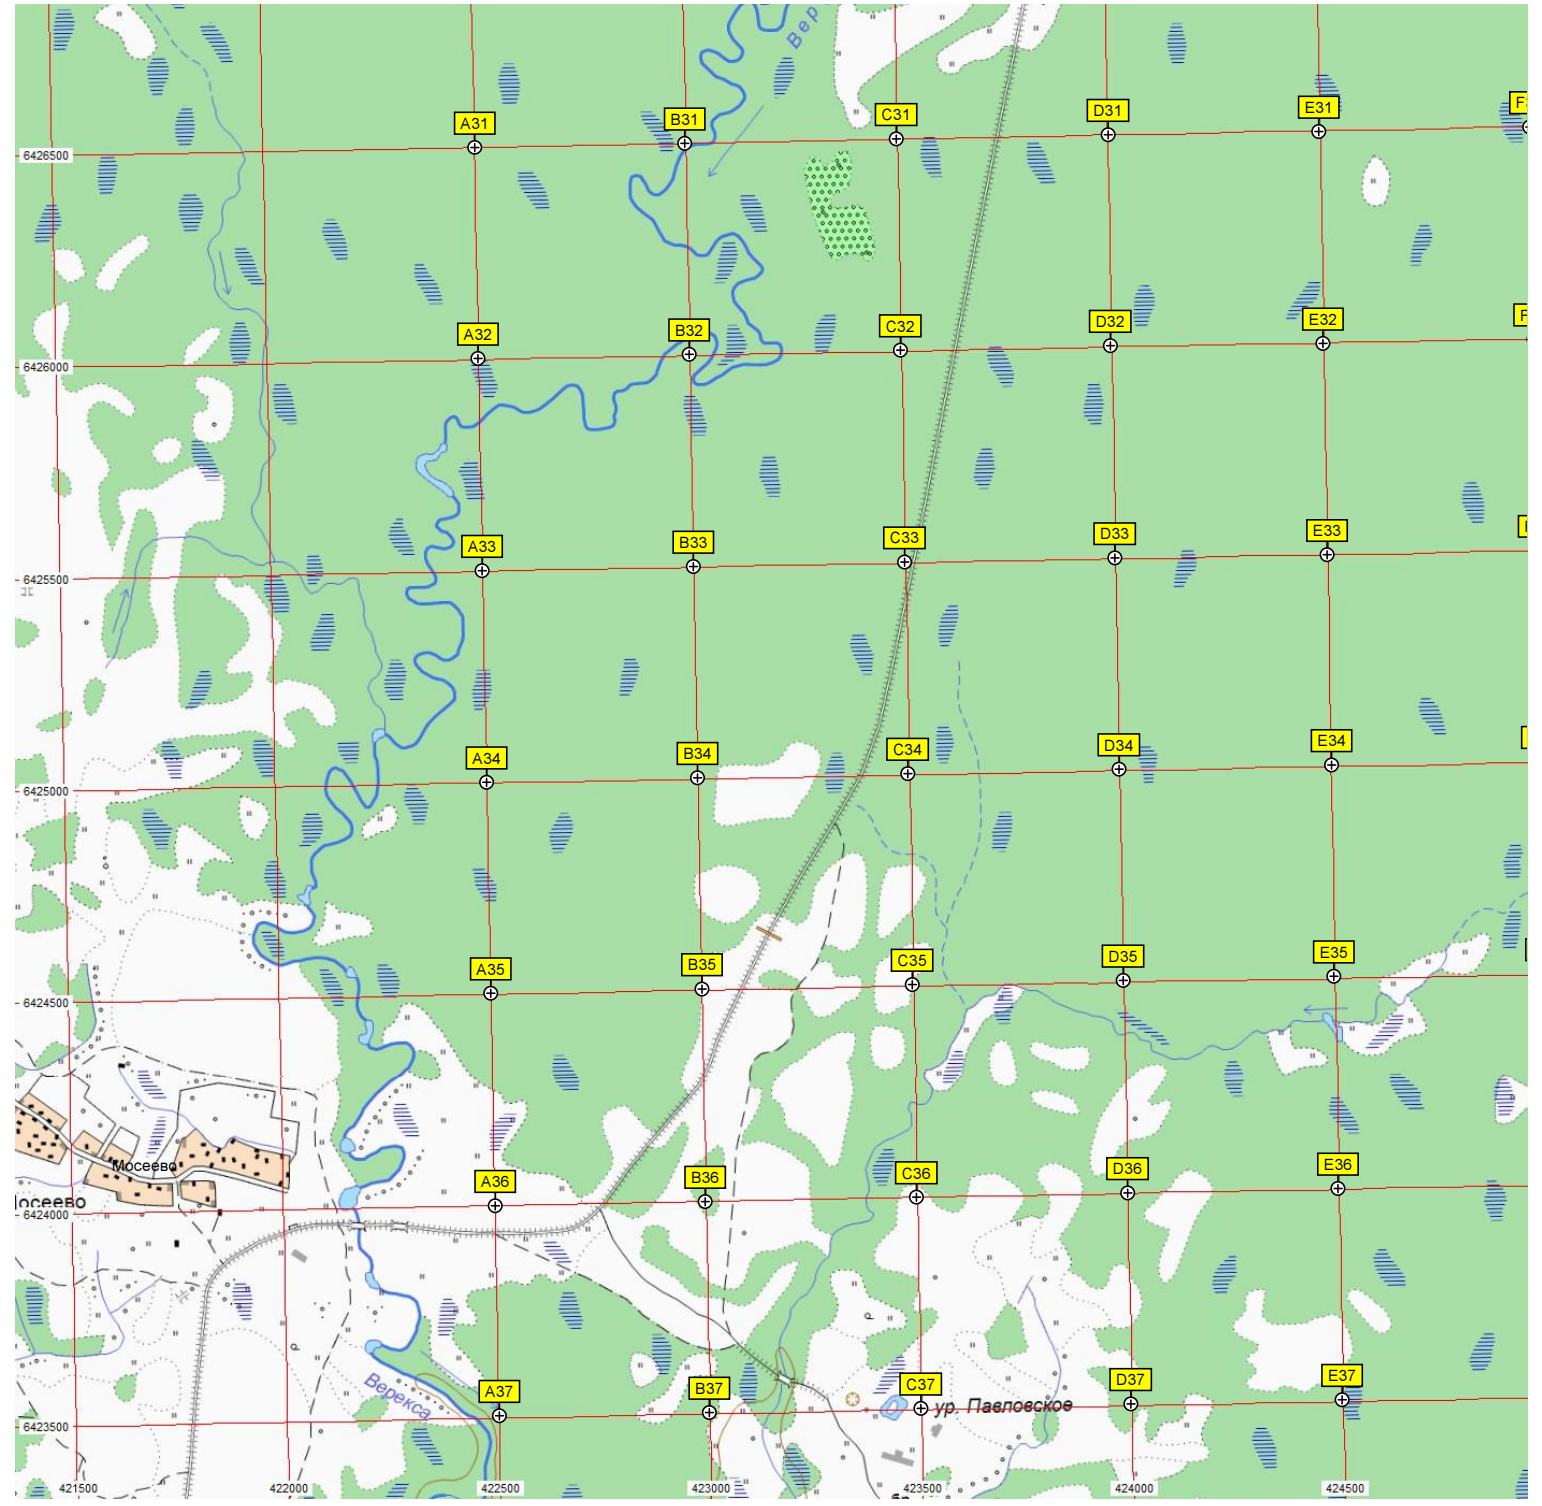 Вер
A31 B31 C31 D31 E31
6426500
A32 B32 C32 D32 E32
6426000
A33 B33 C33 D33 E33
6425500
A34 B34 C34 D34 E34
6425000
A35 B35 C35 D35 E35
6424500
Мосеево
A36 B36 C36 D36 E36
осеево
6424000
A37 B37 C37 D37 E37
Верекса
ур. Павловское
6423500
421500 422000 422500 423000 423500 424000 424500